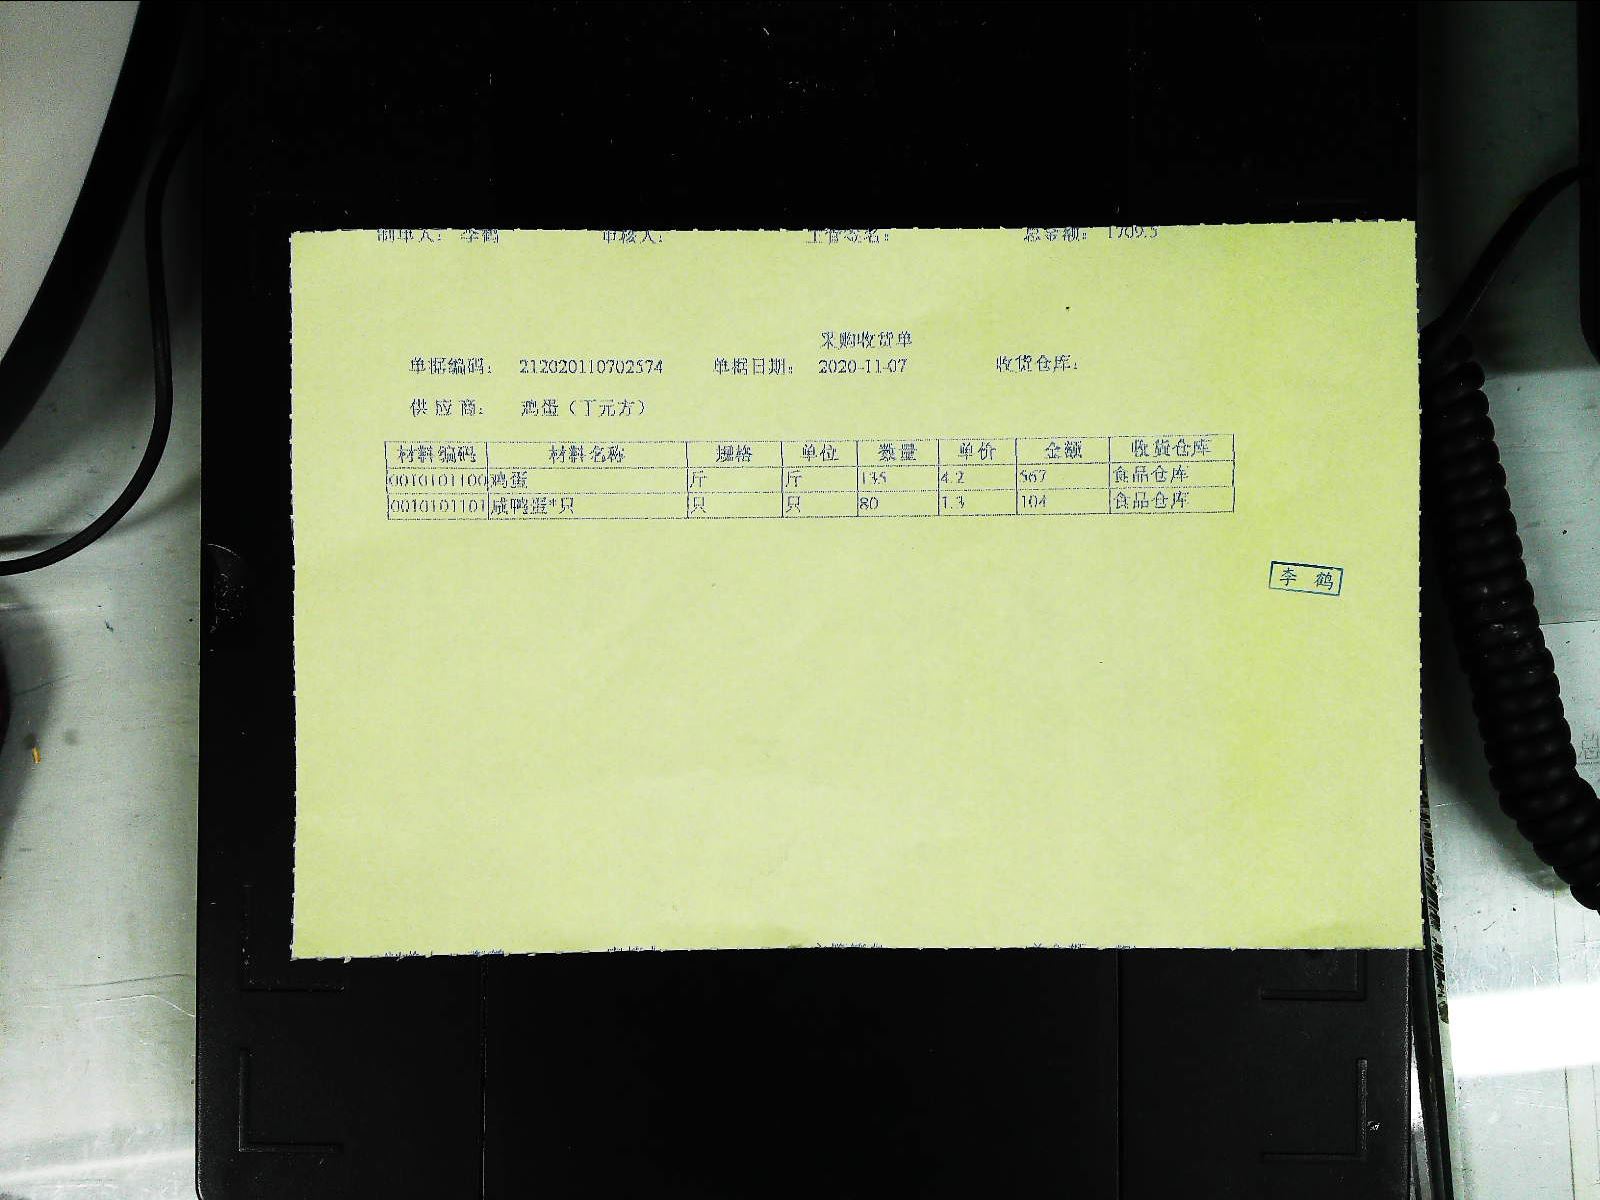 制单人： 李鹤 审核人： 主管签名： 总金额： 1709.5
采购收货单
单据编码： 212020110702574 单据日期： 2020-11-07 收货仓库：
供 应 商： 鸡蛋（丁元方）
材料编码 材料名称 规格 单位 数量 单价 金额 收货仓库
0010101100 鸡蛋 斤 斤 135 4.2 567 食品仓库
0010101101 咸鸭蛋*只 只 只 80 1.3 104 食品仓库
李 鹤